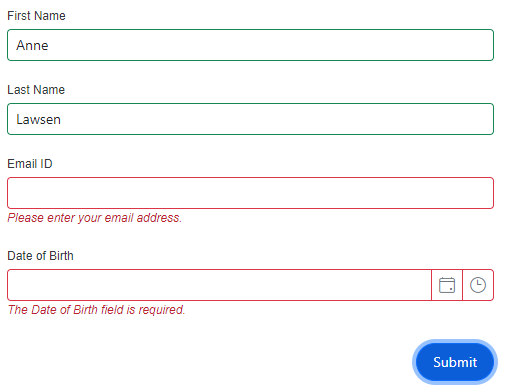 First Name
Anne
Last Name
Lawsen
Email ID
Please enter your email address.
Date of Birth
The Date of Birth field is required.
Submit